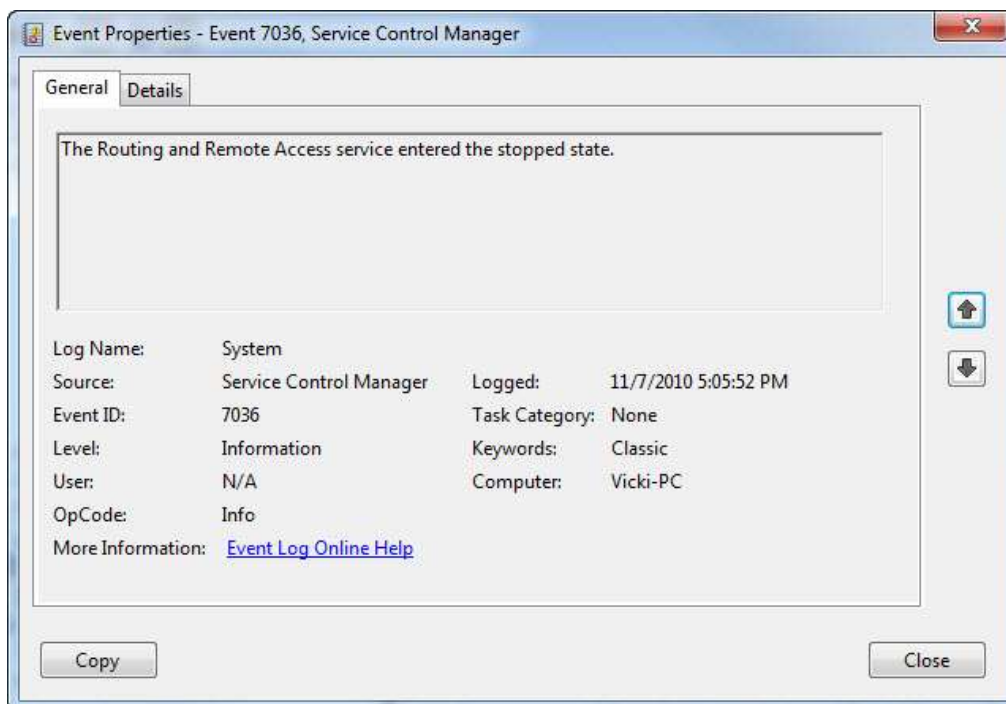 Event Properties - Event 7036, Service Control Manager
General Details
The Routing and Remote Access service entered the stopped state.
Log Name: System
Source: Service Control Manager Logged: 11/7/2010 5:05:52 PM
Event ID: 7036 Task Category: None
Level: Information Keywords: Classic
User: N/A Computer: Vicki-PC
OpCode: Info
More Information: Event Log Online Help
Copy Close